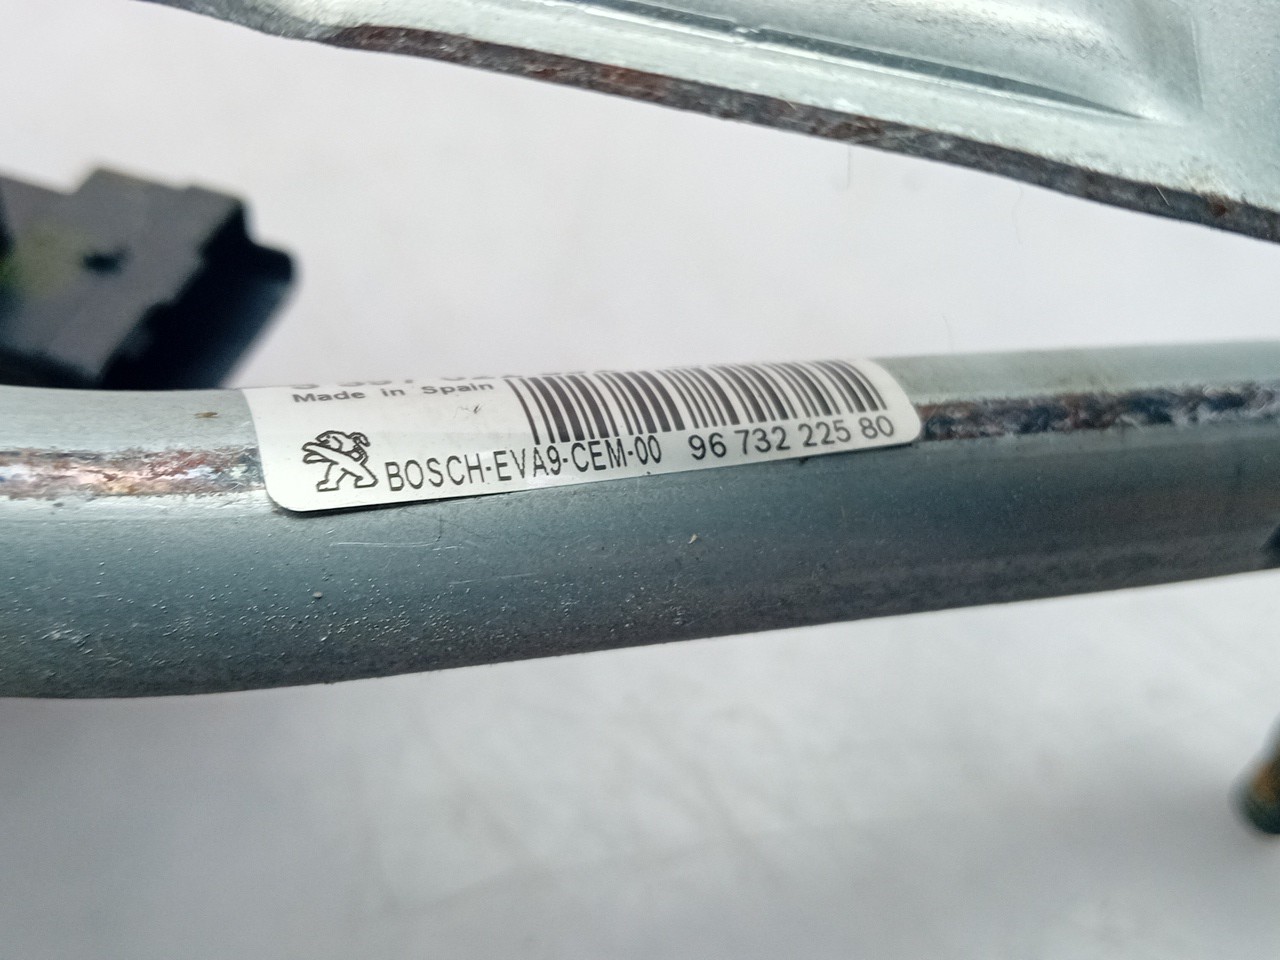 Made in Spain
BOSCH-EVA9-CEM-00 96 732 225 80